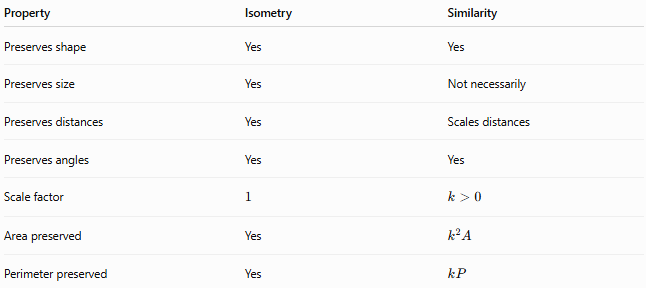 Property Isometry Similarity
Preserves shape Yes Yes
Preserves size Yes Not necessarily
Preserves distances Yes Scales distances
Preserves angles Yes Yes
Scale factor 1 k > 0
Area preserved Yes k²A
Perimeter preserved Yes kP